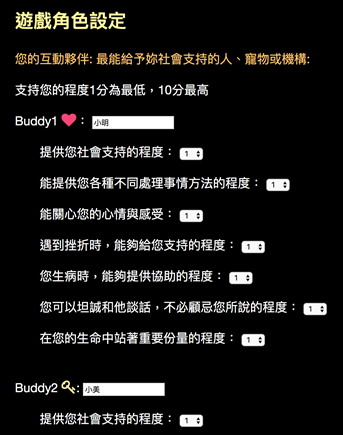 遊戲角色設定
您的互動夥伴: 最能給予妳社會支持的人、寵物或機構:
支持您的程度1分為最低，10分最高
Buddy1 ❤：小明
提供您社會支持的程度： 1
能提供您各種不同處理事情方法的程度： 1
能關心您的心情與感受： 1
遇到挫折時，能夠給您支持的程度： 1
您生病時，能夠提供協助的程度： 1
您可以坦誠和他談話，不必顧忌您所說的程度： 1
在您的生命中站著重要份量的程度： 1
Buddy2 🗝: 小美
提供您社會支持的程度： 1